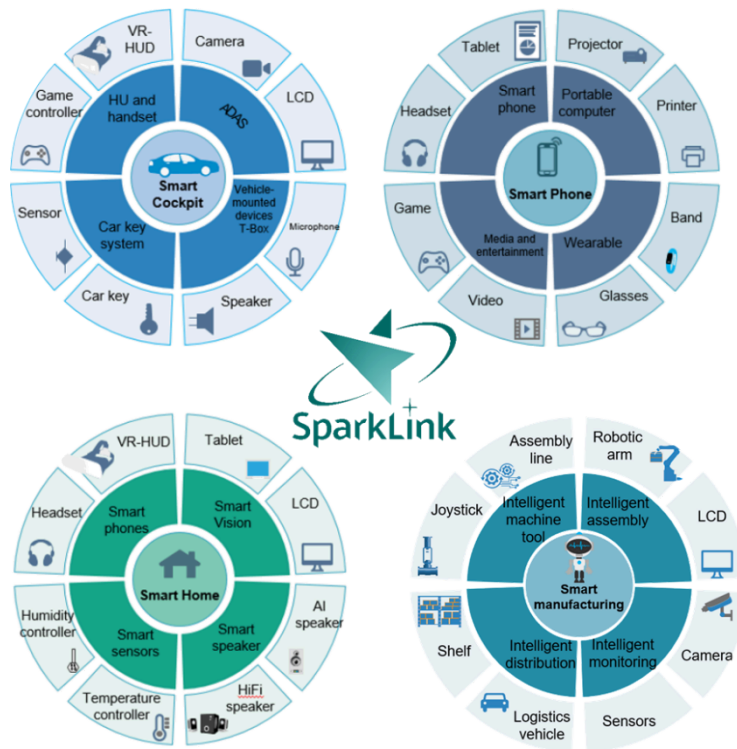 VR-
HUD
Camera
Game
controller
HU and
handset
ADAS
LCD
Smart
Cockpit
Sensor
Car key
system
Vehicle-
mounted
devices
T-Box
Microphone
Car key
Speaker
Tablet
Projector
Headset
Smart
phone
Portable
computer
Printer
Smart Phone
Game
Media and
entertainment
Wearable
Band
Video
Glasses
SparkLink
VR-HUD
Tablet
Headset
Smart
phones
Smart
Vision
LCD
Smart Home
Humidity
controller
Smart
sensors
Smart
speaker
AI
speaker
Temperature
controller
HiFi
speaker
Assembly
line
Robotic
arm
Joystick
Intelligent
machine
tool
Intelligent
assembly
LCD
Smart
manufacturing
Shelf
Intelligent
distribution
Intelligent
monitoring
Camera
Logistics
vehicle
Sensors